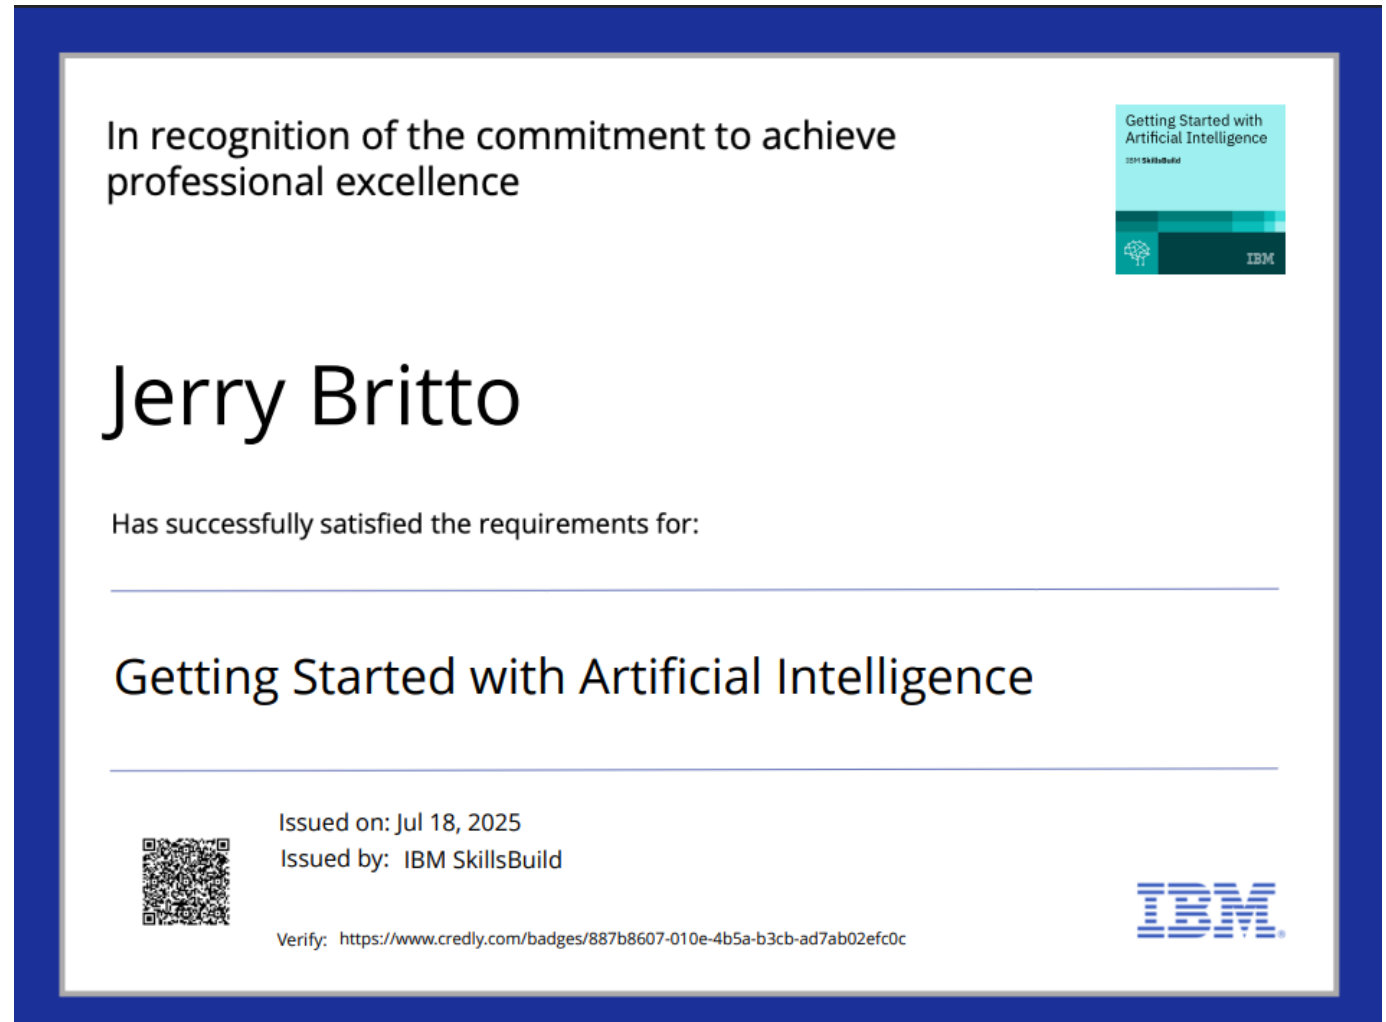 In recognition of the commitment to achieve
professional excellence
Getting Started with
Artificial Intelligence
IBM SkillsBuild
IBM
Jerry Britto
Has successfully satisfied the requirements for:
Getting Started with Artificial Intelligence
Issued on: Jul 18, 2025
Issued by: IBM SkillsBuild
Verify: https://www.credly.com/badges/887b8607-010e-4b5a-b3cb-ad7ab02efc0c
IBM®